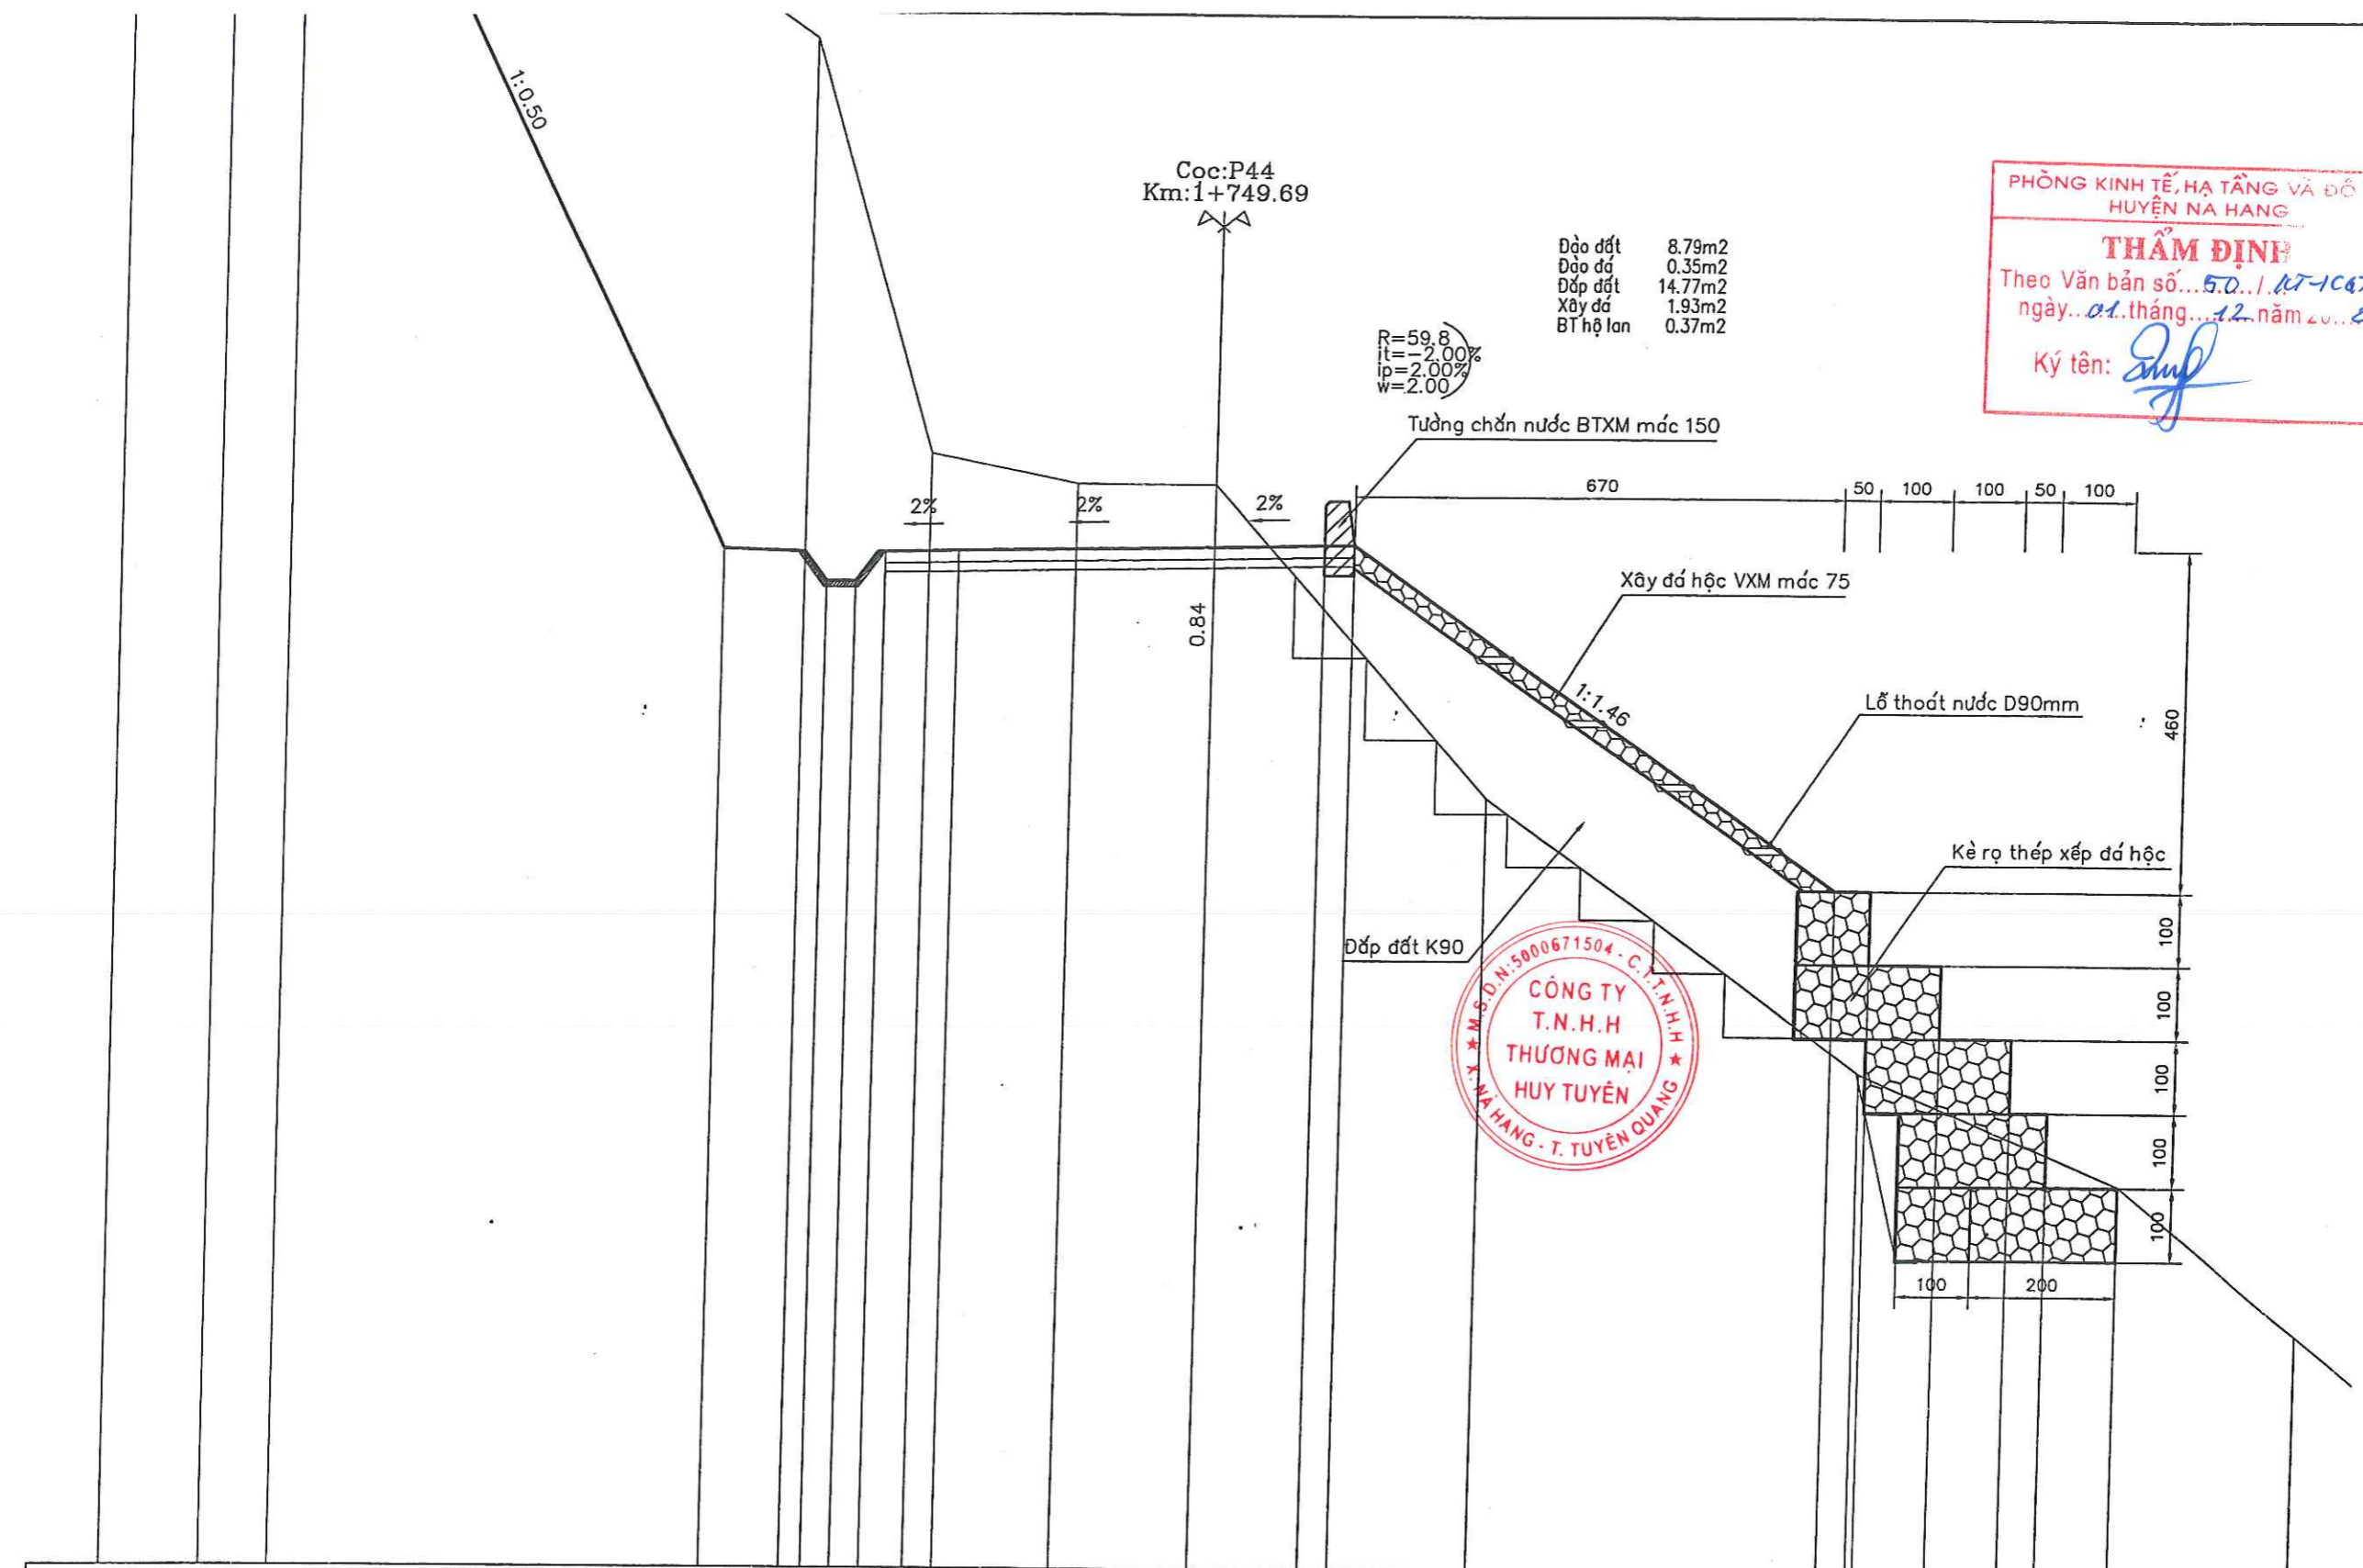 1:0.50
Coc:P44
Km:1+749.69
Đào đất 8.79m2
Đào đá 0.35m2
Đắp đất 14.77m2
Xây đá 1.93m2
BT hộ lan 0.37m2
R=59.8
it=-2.00%
ip=2.00%
w=2.00
PHÒNG KINH TẾ, HẠ TẦNG VÀ ĐÔ
HUYỆN NA HANG
THẨM ĐỊNH
Theo Văn bản số...50../.
ngày...01..tháng....12..năm 20...
Ký tên:
Tường chắn nước BTXM mác 150
670 50 100 100 50 100
2% 2% 2%
0.84
Xây đá hộc VXM mác 75
1:1.46
Lỗ thoát nước D90mm
460
Kè rọ thép xếp đá hộc
Đắp đất K90
100
100
100
100
100
100 200
M.S.D.N:5000671504 - C.T.T.N.H.H
CÔNG TY
T.N.H.H
THƯƠNG MẠI
HUY TUYÊN
NA HANG - T. TUYÊN QUANG